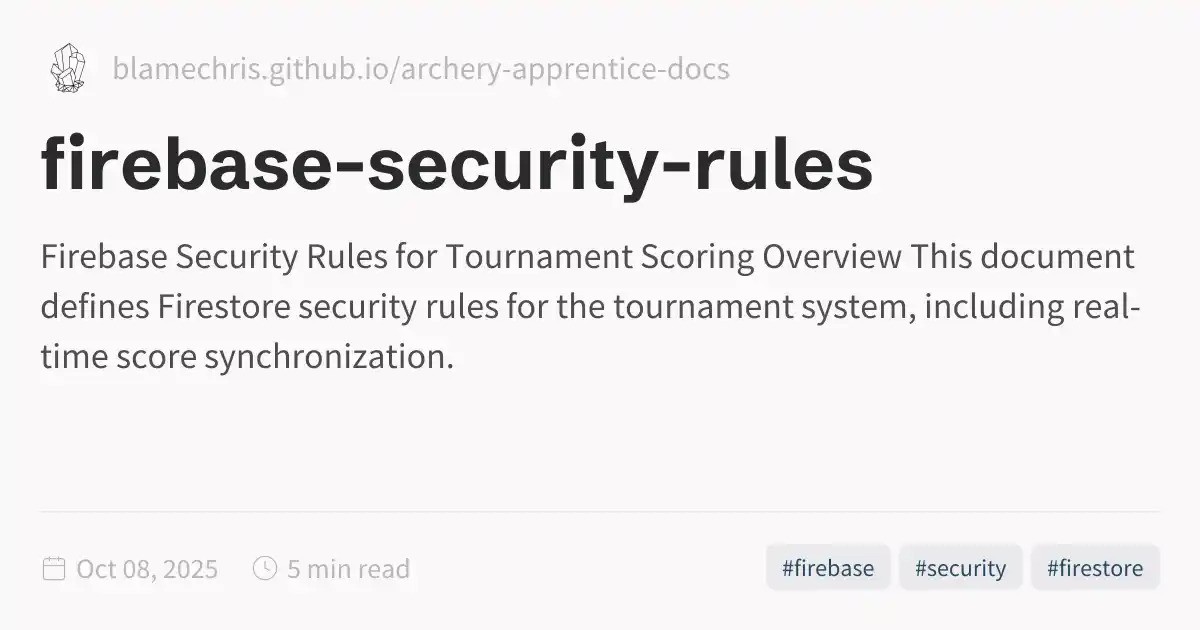 blamechris.github.io/archery-apprentice-docs
firebase-security-rules
Firebase Security Rules for Tournament Scoring Overview This document
defines Firestore security rules for the tournament system, including real-
time score synchronization.
Oct 08, 2025 5 min read #firebase #security #firestore